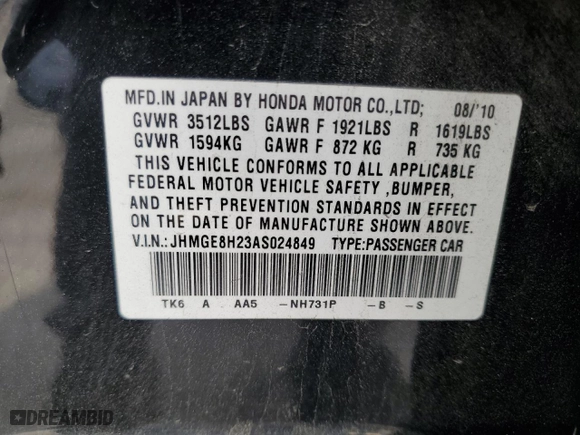 MFD.IN JAPAN BY HONDA MOTOR CO.,LTD; 08/'10
GVWR 3512LBS GAWR F 1921LBS R 1619LBS
GVWR 1594KG GAWR F 872 KG R 735 KG
THIS VEHICLE CONFORMS TO ALL APPLICABLE
FEDERAL MOTOR VEHICLE SAFETY ,BUMPER,
AND THEFT PREVENTION STANDARDS IN EFFECT
ON THE DATE OF MANUFACTURE SHOWN ABOVE.
V.I.N.:JHMGE8H23AS024849 TYPE:PASSENGER CAR
TK6 A AA5 -NH731P -B -S
DREAMBID